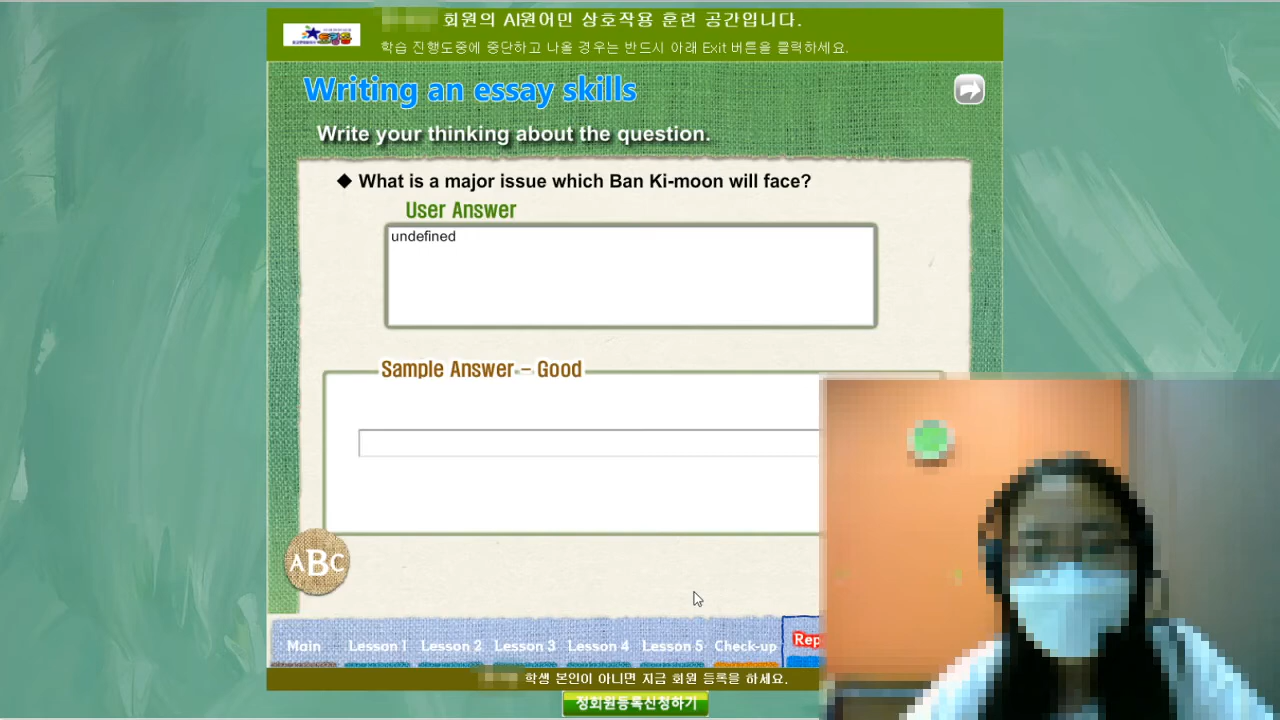 회원의 AI원어민 상호작용 훈련 공간입니다.
학습 진행도중에 중단하고 나올 경우는 반드시 아래 Exit 버튼을 클릭하세요.
Writing an essay skills
Write your thinking about the question.
◆ What is a major issue which Ban Ki-moon will face?
User Answer
undefined
Sample Answer – Good
ABC
Main Lesson 1 Lesson 2 Lesson 3 Lesson 4 Lesson 5 Check-up Rep
학생 본인이 아니면 지금 회원 등록을 하세요.
정회원등록신청하기